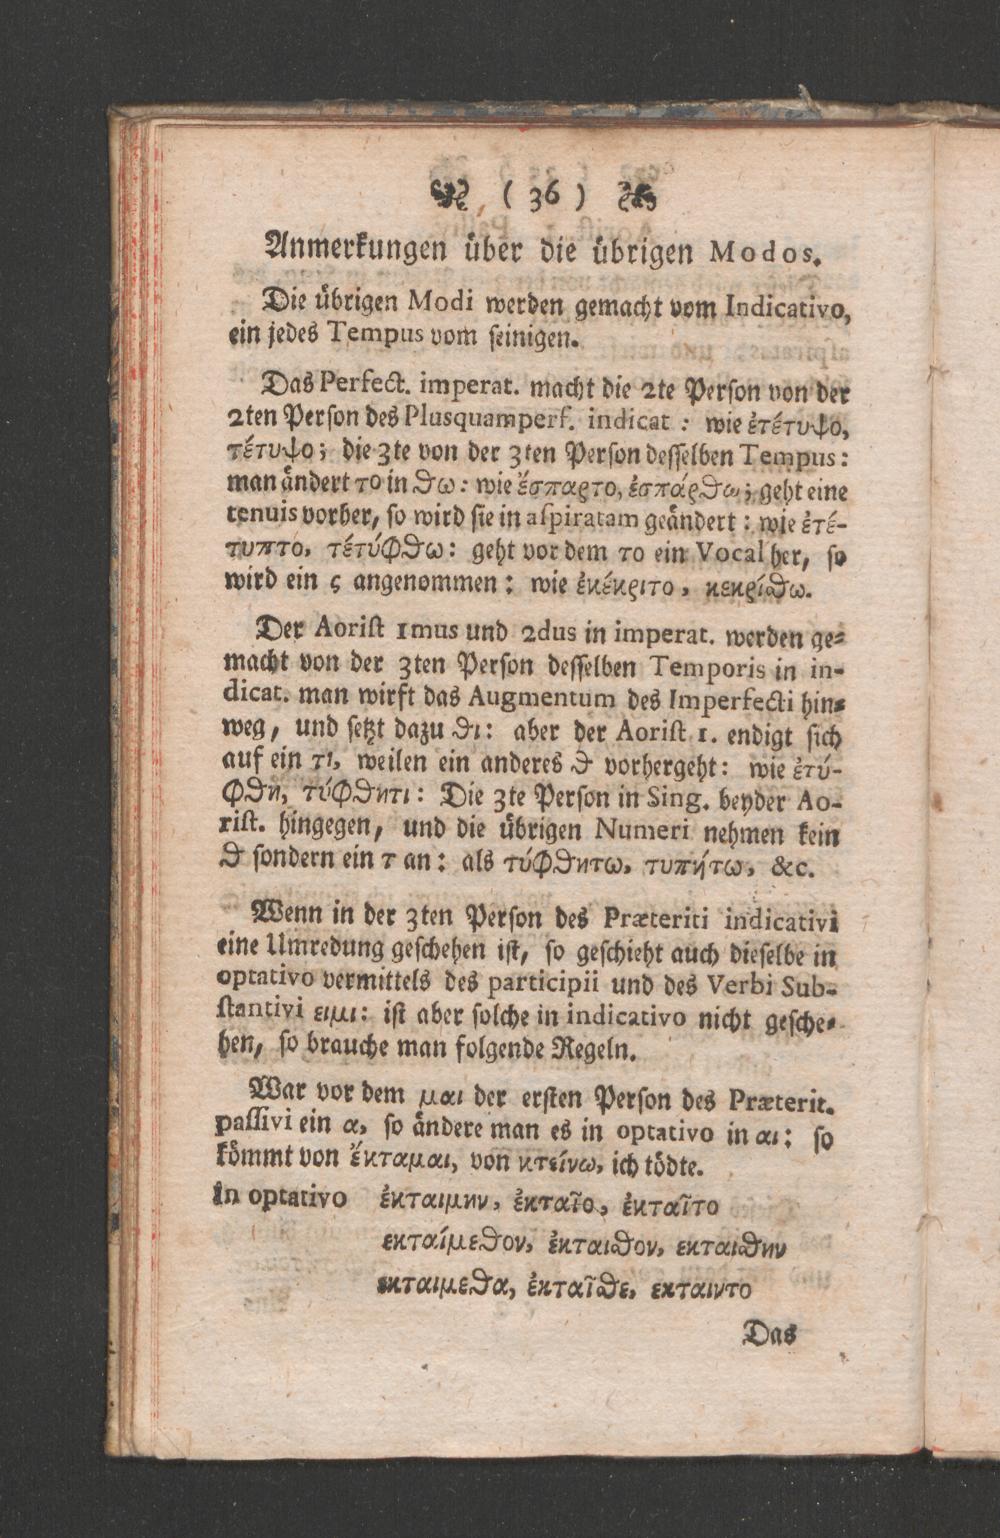 ( 36 )
Anmerkungen über die übrigen Modos.
Die übrigen Modi werden gemacht vom Indicativo,
ein jedes Tempus vom seinigen.
Das Perfect. imperat. macht die 2te Person von der
2ten Person des Plusquamperf. indicat : wie ἐτέτυψο,
τέτυψο; die 3te von der 3ten Person desselben Tempus:
man ändert το in ϑω: wie ἔσπαρτο, ἐσπάρϑω; geht eine
tenuis vorher, so wird sie in aſpiratam geändert: wie ἐτέ-
τυπτο, τέτύφϑω: geht vor dem το ein Vocal her, so
wird ein ς angenommen: wie ἐκέκριτο, κεκρίσϑω.
Der Aoriſt 1mus und 2dus in imperat. werden ge-
macht von der 3ten Person desselben Temporis in in-
dicat. man wirft das Augmentum des Imperfecti hin-
weg, und setzt dazu ϑι: aber der Aoriſt 1. endigt sich
auf ein τι, weilen ein anderes ϑ vorhergeht: wie ἐτύ-
φϑη, τύφϑητι: Die 3te Person in Sing. beyder Ao-
riſt. hingegen, und die übrigen Numeri nehmen kein
ϑ sondern ein τ an: als τύφϑητω, τυπήτω, &c.
Wenn in der 3ten Person des Præteriti indicativi
eine Umredung geschehen ist, so geschieht auch dieselbe in
optativo vermittels des participii und des Verbi Sub-
ſtantivi ειμι: ist aber solche in indicativo nicht gesche-
hen, so brauche man folgende Regeln.
War vor dem μαι der ersten Person des Præterit.
paſſivi ein α, so ändere man es in optativo in αι; so
kömmt von ἔκταμαι, von κτείνω, ich tödte.
In optativo ἐκταιμην, ἐκταῖο, ἐκταῖτο
εκταίμεϑον, ἐκταισϑον, εκταισϑην
εκταιμεϑα, ἐκταῖσϑε, εκταιντο
Das